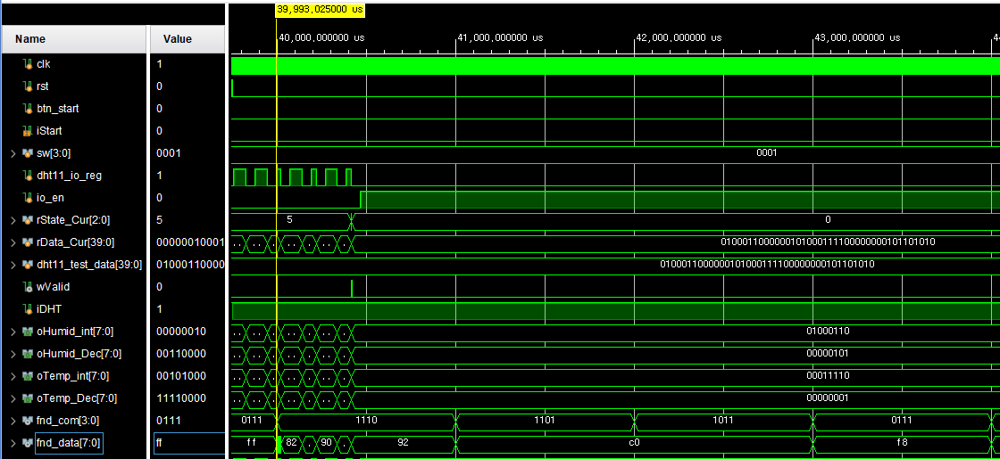 39,993.025000 us
Name Value 40,000.000000 us 41,000.000000 us 42,000.000000 us 43,000.000000 us
clk 1
rst 0
btn_start 0
iStart 0
sw[3:0] 0001 0001
dht11_io_reg 1
io_en 0
rState_Cur[2:0] 5 5 0
rData_Cur[39:0] 00000010001 0100011000000101000111100000000101101010
dht11_test_data[39:0] 01000110000 0100011000000101000111100000000101101010
wValid 0
iDHT 1
oHumid_int[7:0] 00000010 01000110
oHumid_Dec[7:0] 00110000 00000101
oTemp_int[7:0] 00101000 00011110
oTemp_Dec[7:0] 11110000 00000001
fnd_com[3:0] 0111 0111 1110 1101 1011 0111
fnd_data[7:0] ff ff 82 90 92 c0 f8